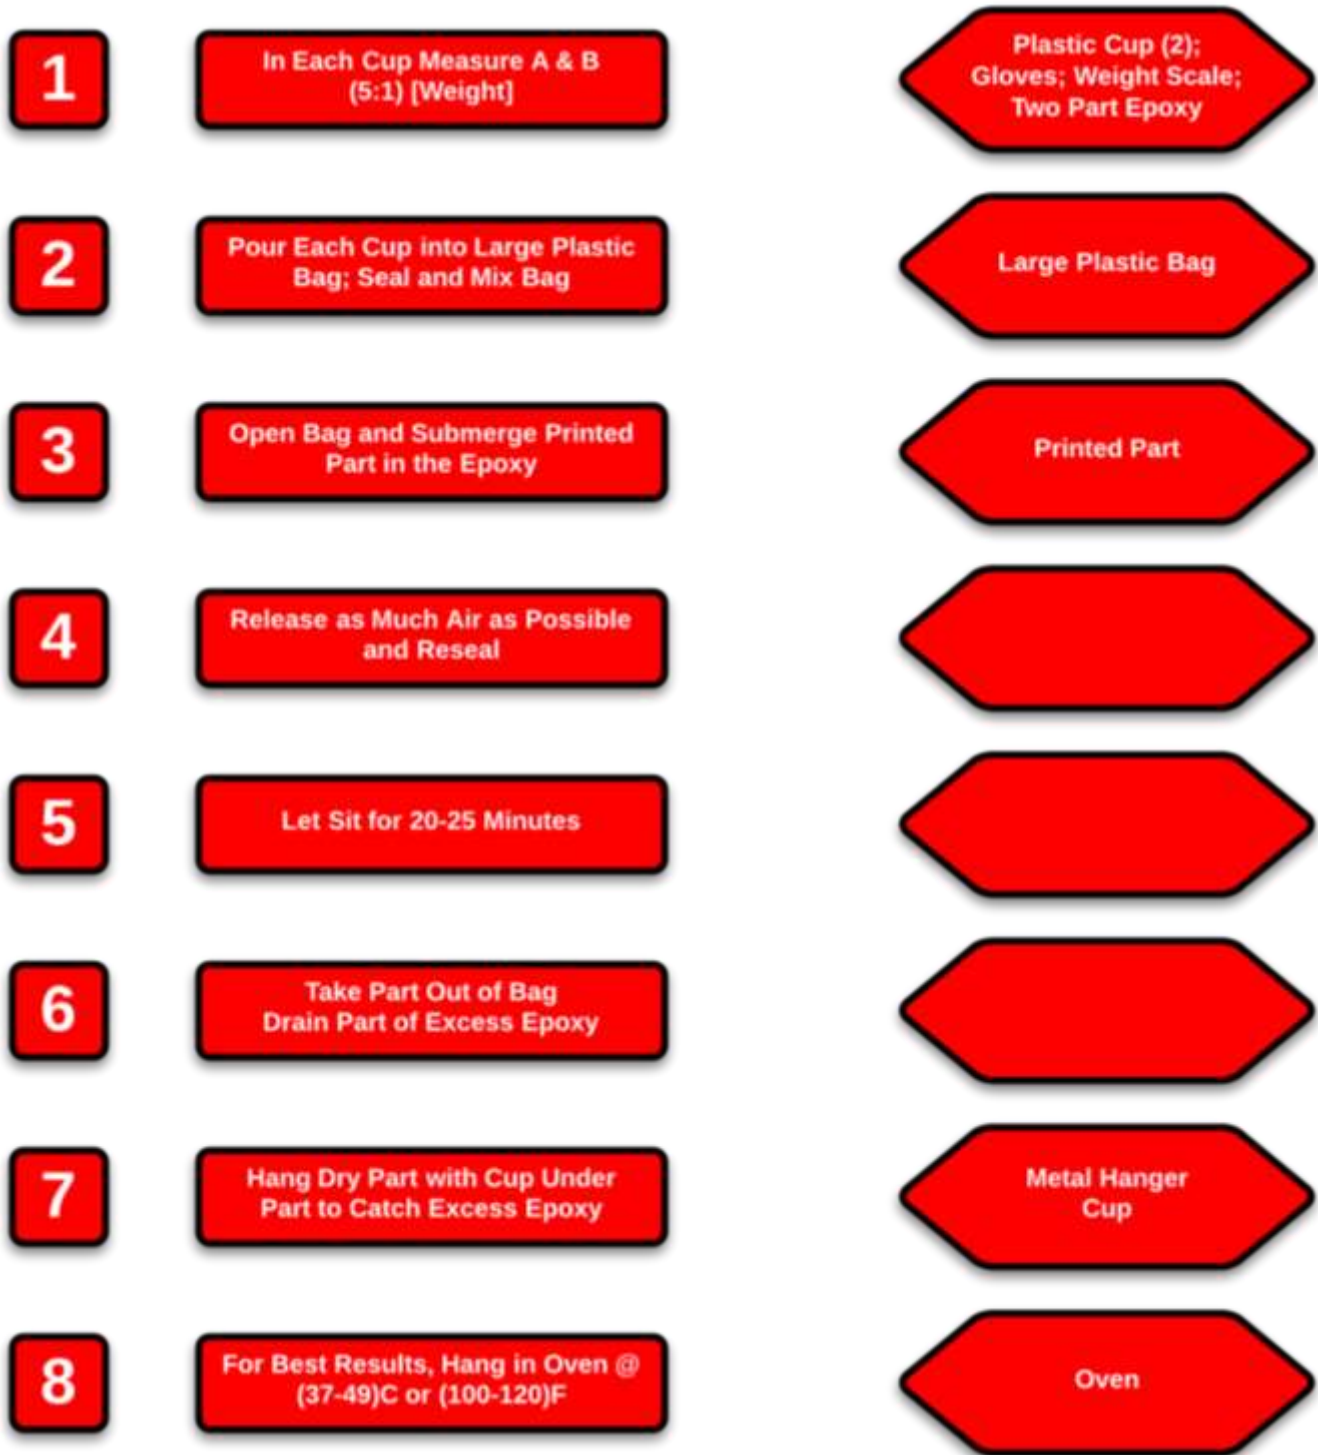 1
In Each Cup Measure A & B
(5:1) [Weight]
Plastic Cup (2);
Gloves; Weight Scale;
Two Part Epoxy
2
Pour Each Cup into Large Plastic
Bag; Seal and Mix Bag
Large Plastic Bag
3
Open Bag and Submerge Printed
Part in the Epoxy
Printed Part
4
Release as Much Air as Possible
and Reseal
5
Let Sit for 20-25 Minutes
6
Take Part Out of Bag
Drain Part of Excess Epoxy
7
Hang Dry Part with Cup Under
Part to Catch Excess Epoxy
Metal Hanger
Cup
8
For Best Results, Hang in Oven @
(37-49)C or (100-120)F
Oven